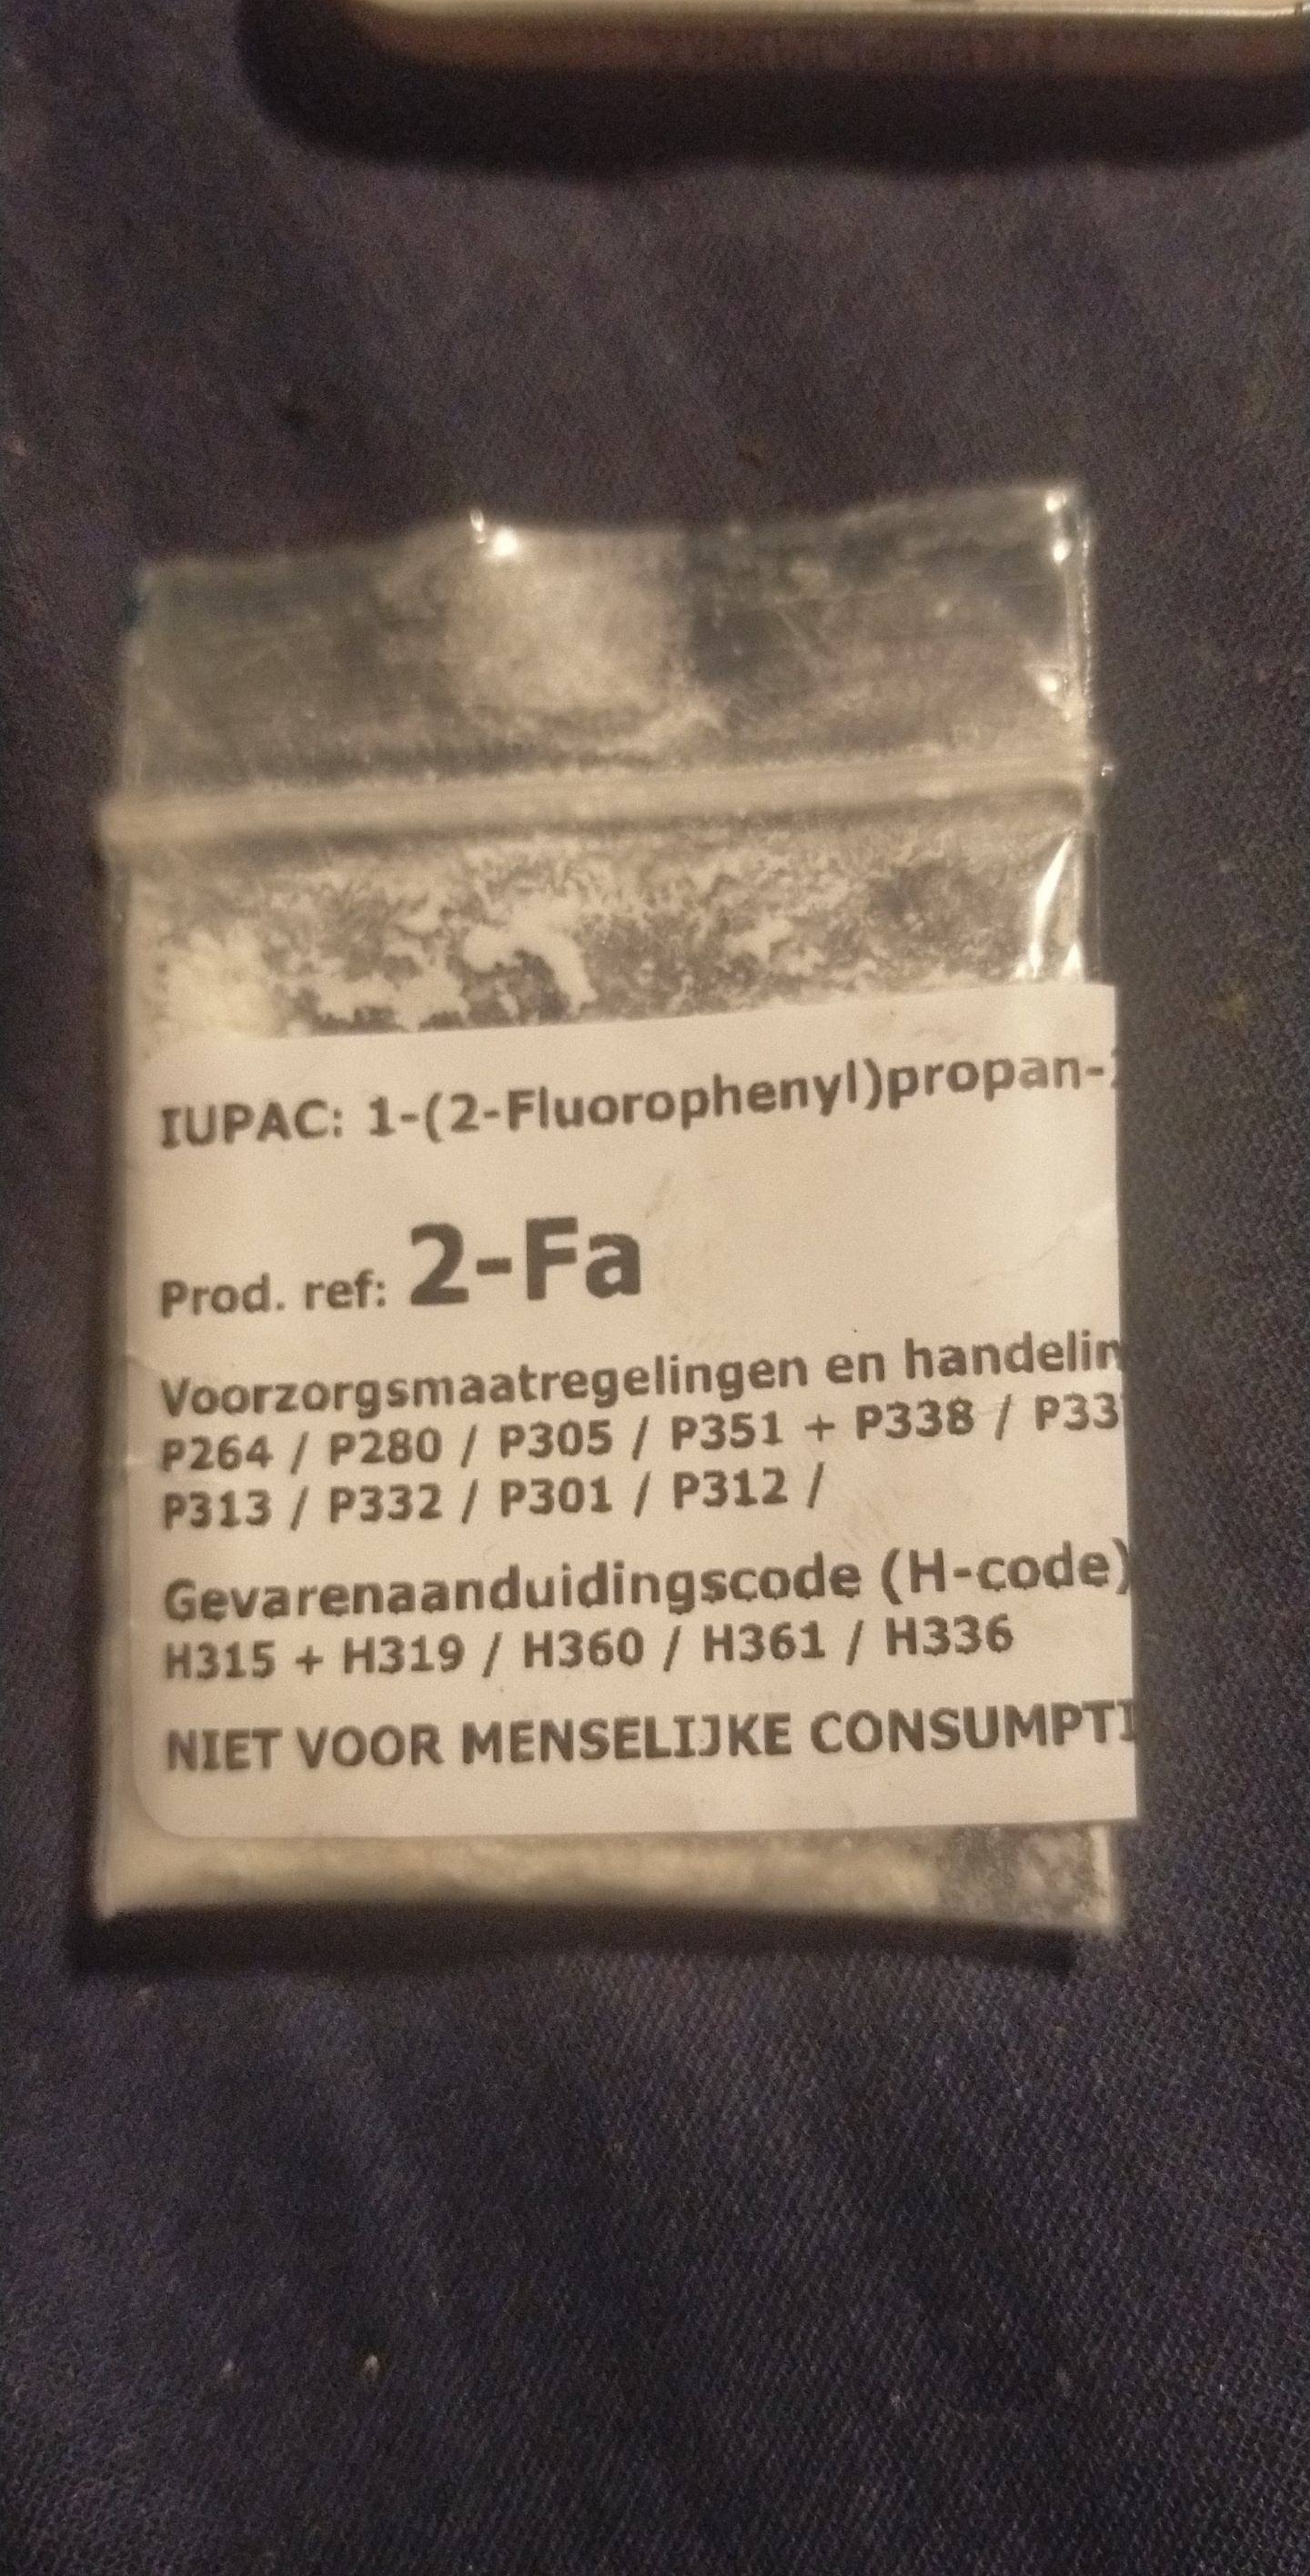 IUPAC: 1-(2-Fluorophenyl)propan-
Prod. ref: 2-Fa
Voorzorgsmaatregelingen en handelin
P264 / P280 / P305 / P351 + P338 / P33
P313 / P332 / P301 / P312 /
Gevarenaanduidingscode (H-code)
H315 + H319 / H360 / H361 / H336
NIET VOOR MENSELIJKE CONSUMPTI